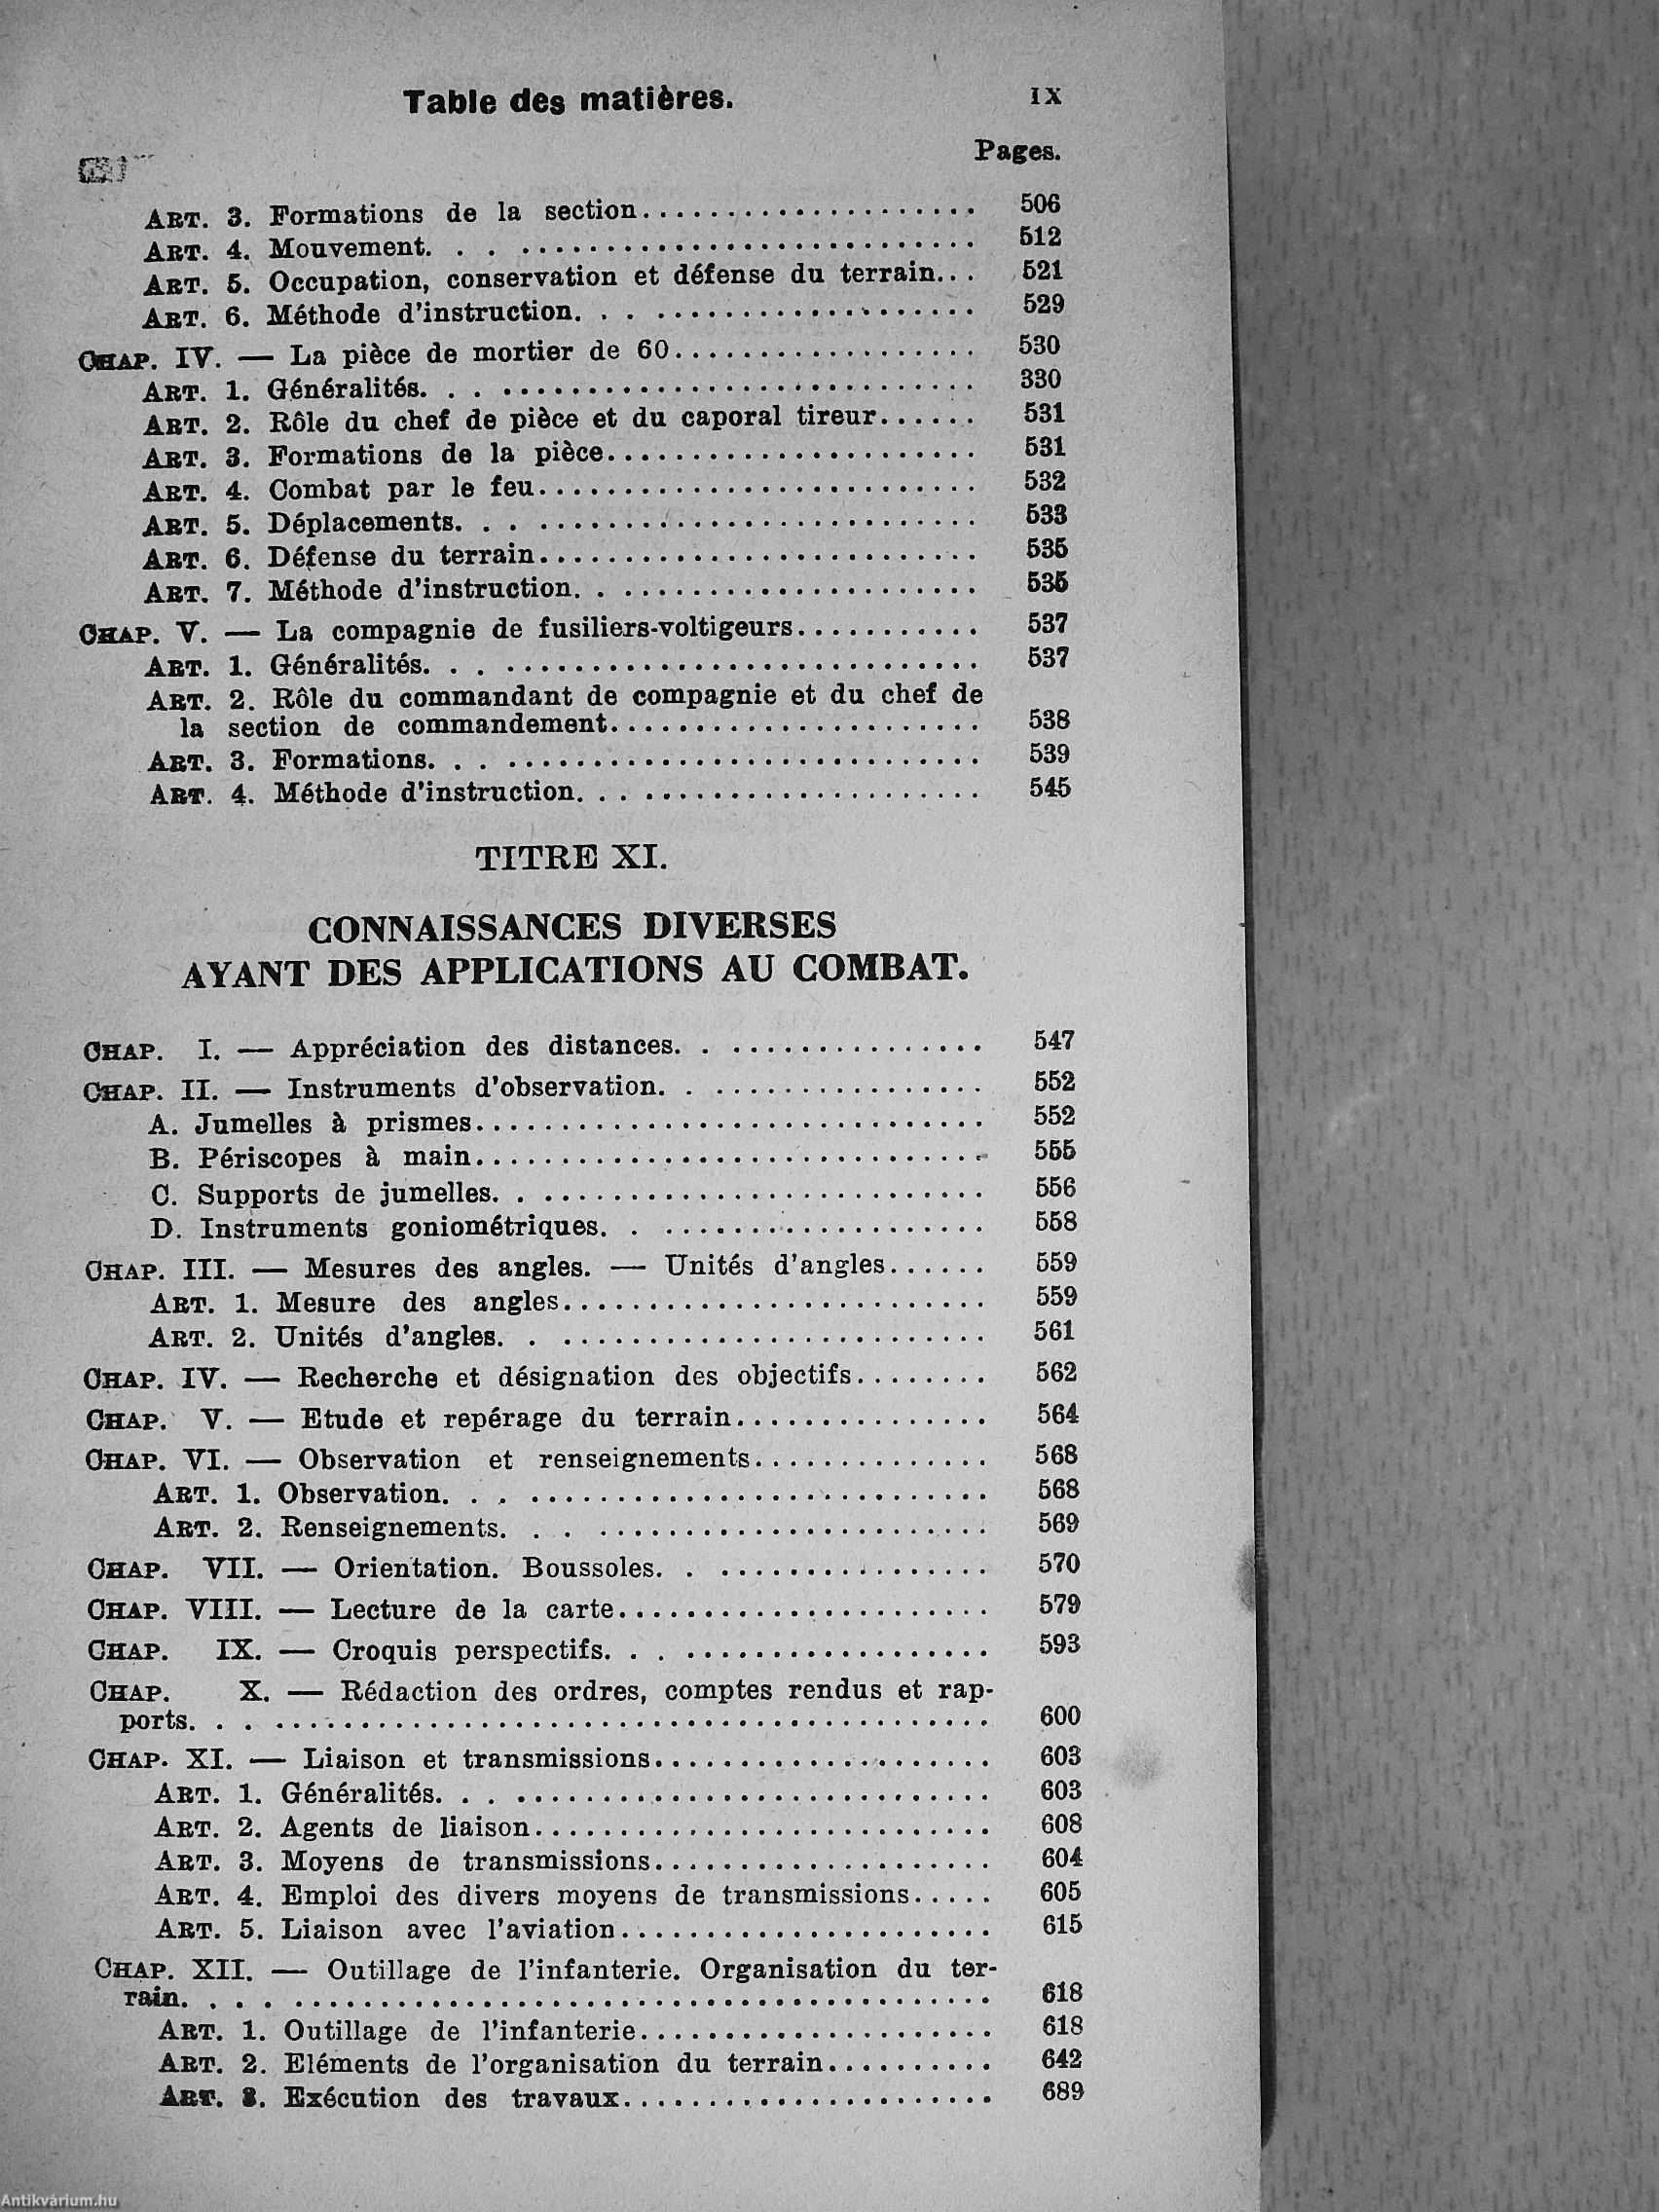 Table des matières. IX
Pages.
ART. 3. Formations de la section.................... 506
ART. 4. Mouvement. . . ........................... 512
ART. 5. Occupation, conservation et défense du terrain... 521
ART. 6. Méthode d'instruction. . . ................... 529
CHAP. IV. — La pièce de mortier de 60.................. 530
ART. 1. Généralités. . . ............................ 330
ART. 2. Rôle du chef de pièce et du caporal tireur...... 531
ART. 3. Formations de la pièce...................... 531
ART. 4. Combat par le feu.......................... 532
ART. 5. Déplacements. . . .......................... 533
ART. 6. Défense du terrain.......................... 535
ART. 7. Méthode d'instruction. . ..................... 535
CHAP. V. — La compagnie de fusiliers-voltigeurs........... 537
ART. 1. Généralités. . . ............................ 537
ART. 2. Rôle du commandant de compagnie et du chef de
la section de commandement...................... 538
ART. 3. Formations. . . ............................ 539
ART. 4. Méthode d'instruction. . . .................... 545
TITRE XI.
CONNAISSANCES DIVERSES
AYANT DES APPLICATIONS AU COMBAT.
CHAP. I. — Appréciation des distances. . ............... 547
CHAP. II. — Instruments d'observation. . ................ 552
A. Jumelles à prismes.............................. 552
B. Périscopes à main.............................. 555
C. Supports de jumelles. . .......................... 556
D. Instruments goniométriques. . ................... 558
CHAP. III. — Mesures des angles. — Unités d'angles...... 559
ART. 1. Mesure des angles......................... 559
ART. 2. Unités d'angles. . ......................... 561
CHAP. IV. — Recherche et désignation des objectifs........ 562
CHAP. V. — Etude et repérage du terrain............... 564
CHAP. VI. — Observation et renseignements.............. 568
ART. 1. Observation. . . ........................... 568
ART. 2. Renseignements. . . ....................... 569
CHAP. VII. — Orientation. Boussoles. . ................ 570
CHAP. VIII. — Lecture de la carte...................... 579
CHAP. IX. — Croquis perspectifs. . . .................. 593
CHAP. X. — Rédaction des ordres, comptes rendus et rap-
ports. . . .......................................... 600
CHAP. XI. — Liaison et transmissions.................... 603
ART. 1. Généralités. . . ............................ 603
ART. 2. Agents de liaison........................... 608
ART. 3. Moyens de transmissions.................... 604
ART. 4. Emploi des divers moyens de transmissions..... 605
ART. 5. Liaison avec l'aviation...................... 615
CHAP. XII. — Outillage de l'infanterie. Organisation du ter-
rain. . . . ......................................... 618
ART. 1. Outillage de l'infanterie..................... 618
ART. 2. Eléments de l'organisation du terrain.......... 642
ART. 3. Exécution des travaux...................... 689
Antikvárium.hu